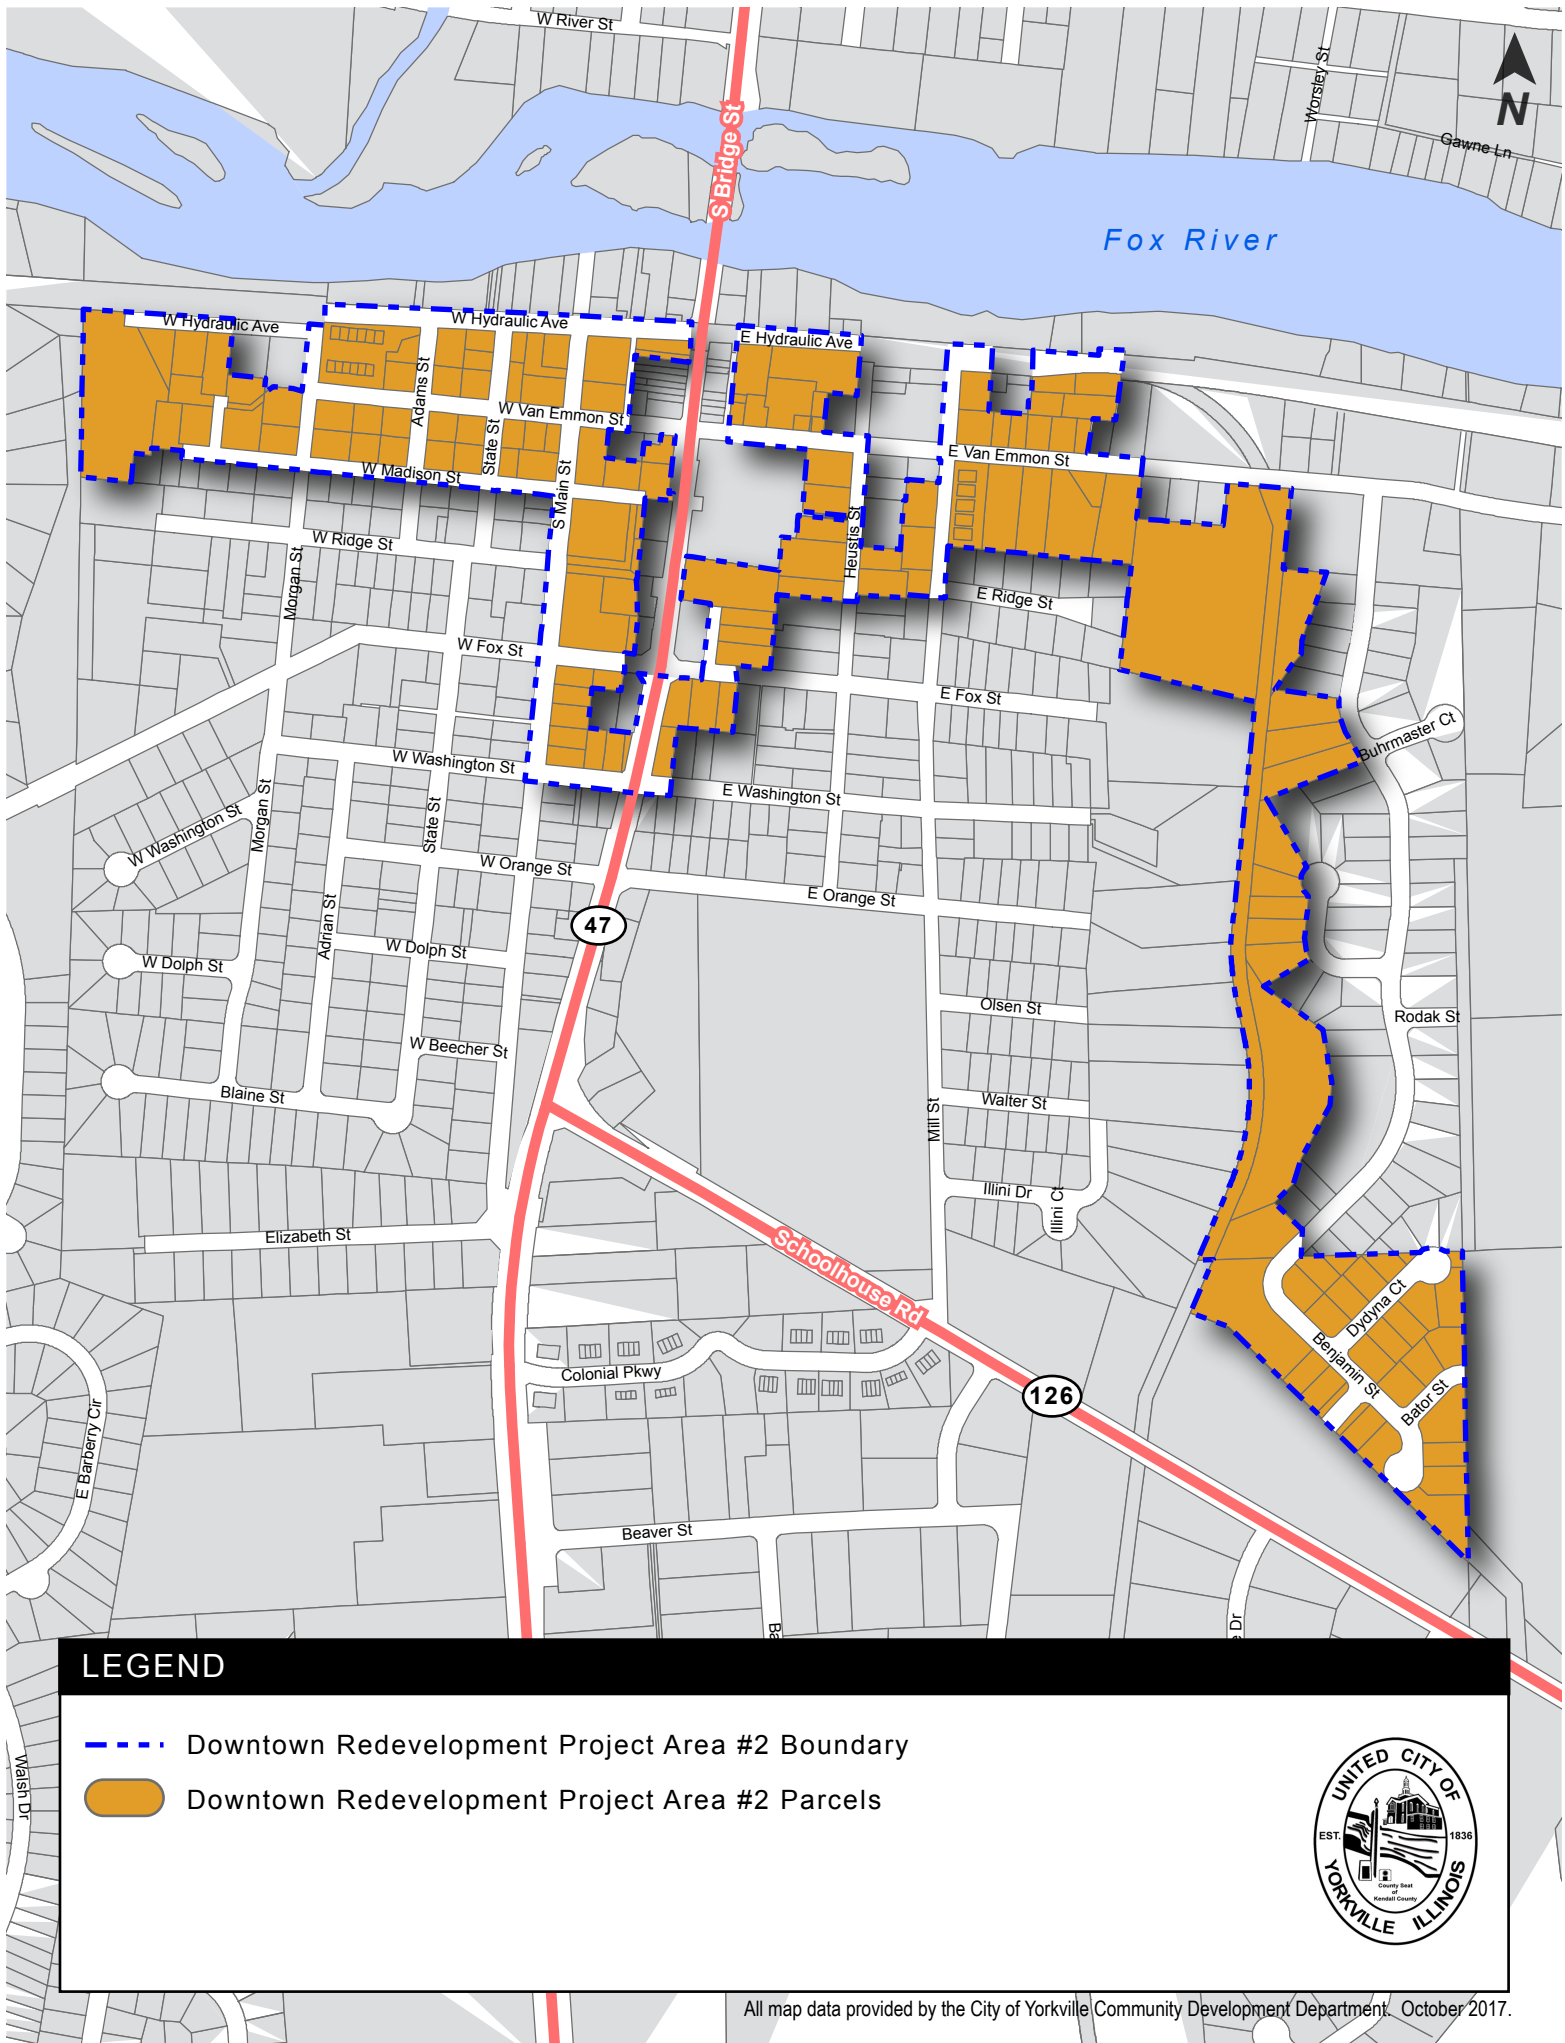 W River St
Worsley St
N
Gawne Ln
S Bridge St
Fox River
W Hydraulic Ave
W Hydraulic Ave
E Hydraulic Ave
Adams St
W Van Emmon St
State St
E Van Emmon St
W Madison St
S Main St
W Ridge St
Heustis St
Morgan St
E Ridge St
W Fox St
E Fox St
Buhrmaster Ct
W Washington St
E Washington St
W Washington St
Morgan St
State St
W Orange St
E Orange St
47
Adrian St
W Dolph St
W Dolph St
Olsen St
Rodak St
W Beecher St
Blaine St
Walter St
Mill St
Illini Dr
Illini Ct
Elizabeth St
Schoolhouse Rd
Dydyna Ct
Benjamin St
Bator St
Colonial Pkwy
126
E Barberry Cir
Beaver St
Ba
e Dr
LEGEND
Downtown Redevelopment Project Area #2 Boundary
Downtown Redevelopment Project Area #2 Parcels
Walsh Dr
UNITED CITY OF
EST. 1836
County Seat
of
Kendall County
YORKVILLE ILLINOIS
All map data provided by the City of Yorkville Community Development Department. October 2017.